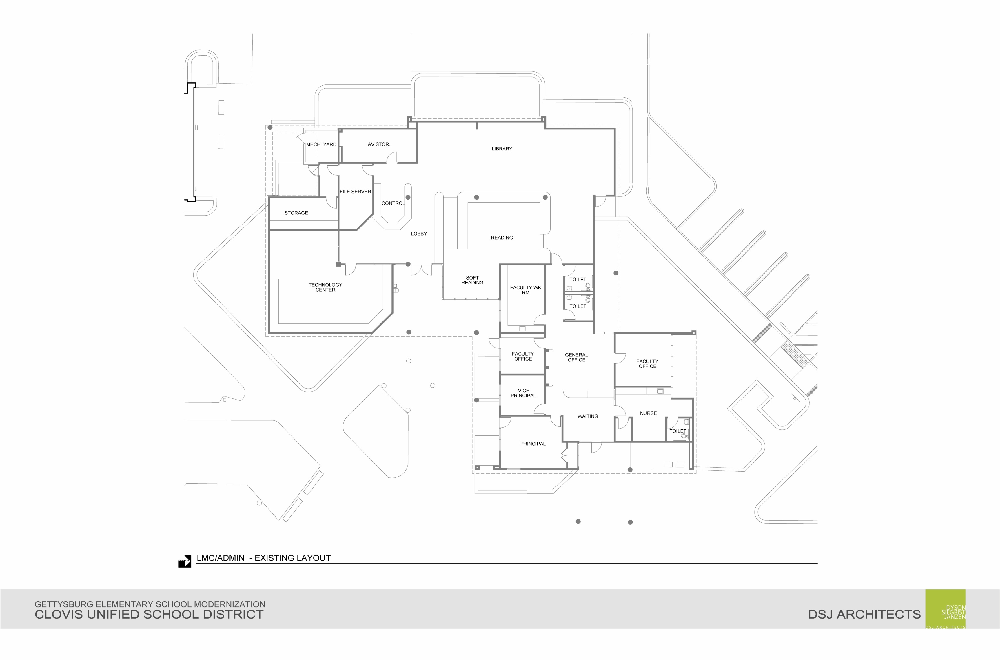 MECH. YARD
AV STOR.
LIBRARY
FILE SERVER
CONTROL
STORAGE
LOBBY
READING
SOFT
READING
TECHNOLOGY
CENTER
FACULTY WK.
RM.
TOILET
TOILET
FACULTY
OFFICE
GENERAL
OFFICE
FACULTY
OFFICE
VICE
PRINCIPAL
WAITING
NURSE
TOILET
PRINCIPAL
NORTH
LMC/ADMIN - EXISTING LAYOUT
GETTYSBURG ELEMENTARY SCHOOL MODERNIZATION
CLOVIS UNIFIED SCHOOL DISTRICT
DSJ ARCHITECTS
DYSON
SIEGRIST
JANZEN
DSJ ARCHITECTS